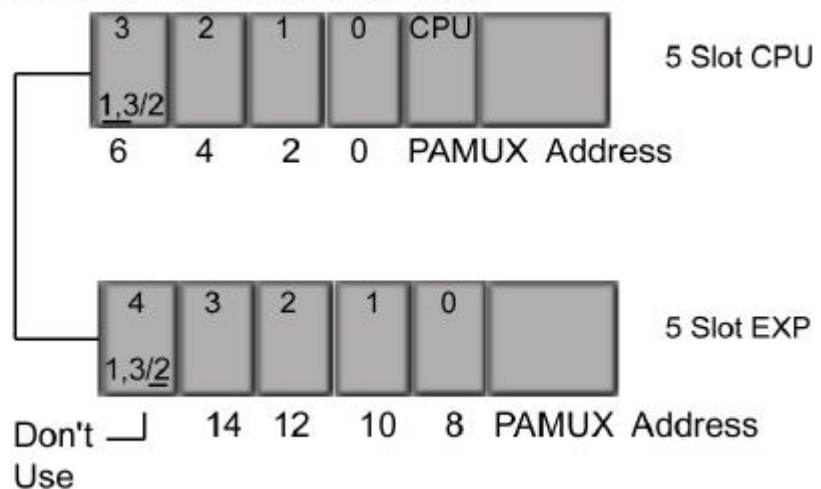 3 2 1 0 CPU
5 Slot CPU
1,3/2
6 4 2 0 PAMUX Address
4 3 2 1 0
5 Slot EXP
1,3/2
Don't 14 12 10 8 PAMUX Address
Use